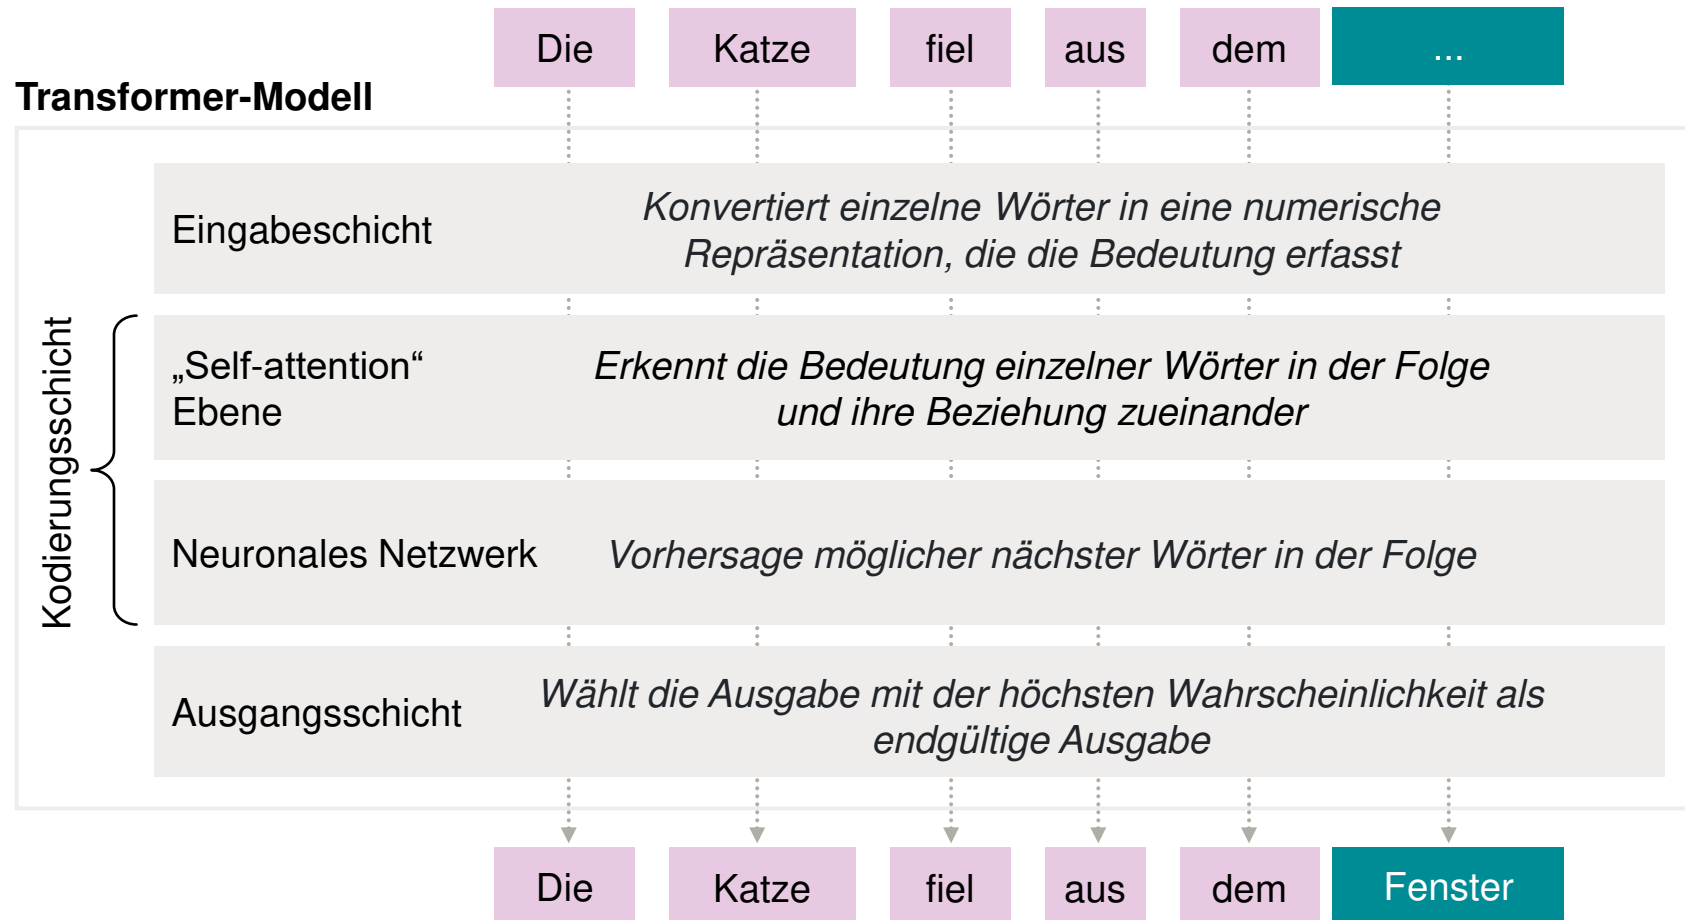 Die Katze fiel aus dem ...
Transformer-Modell
Eingabeschicht
Konvertiert einzelne Wörter in eine numerische
Repräsentation, die die Bedeutung erfasst
Kodierungsschicht
„Self-attention“
Ebene
Erkennt die Bedeutung einzelner Wörter in der Folge
und ihre Beziehung zueinander
Neuronales Netzwerk
Vorhersage möglicher nächster Wörter in der Folge
Ausgangsschicht
Wählt die Ausgabe mit der höchsten Wahrscheinlichkeit als
endgültige Ausgabe
Die Katze fiel aus dem Fenster